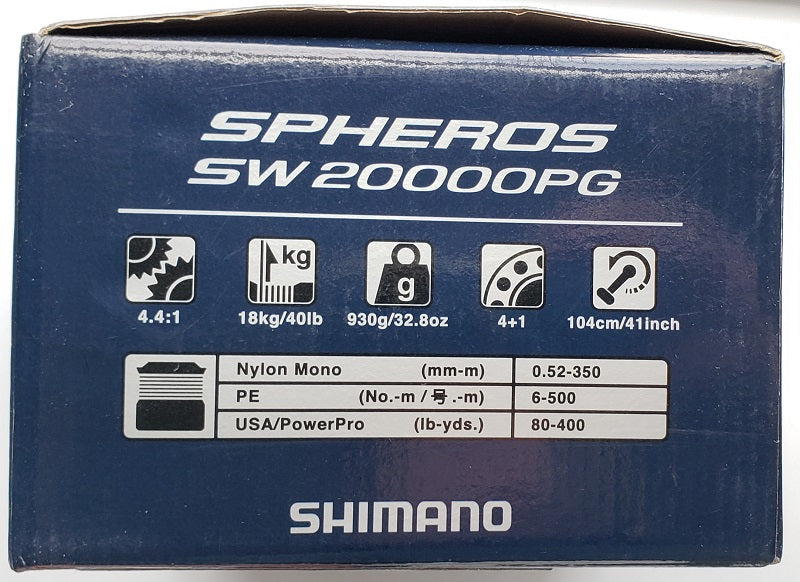 SPHEROS
SW 20000PG
kg
g
4.4:1 18kg/40lb 930g/32.8oz 4+1 104cm/41inch
Nylon Mono (mm-m) 0.52-350
PE (No.-m / 号.-m) 6-500
USA/PowerPro (lb-yds.) 80-400
SHIMANO